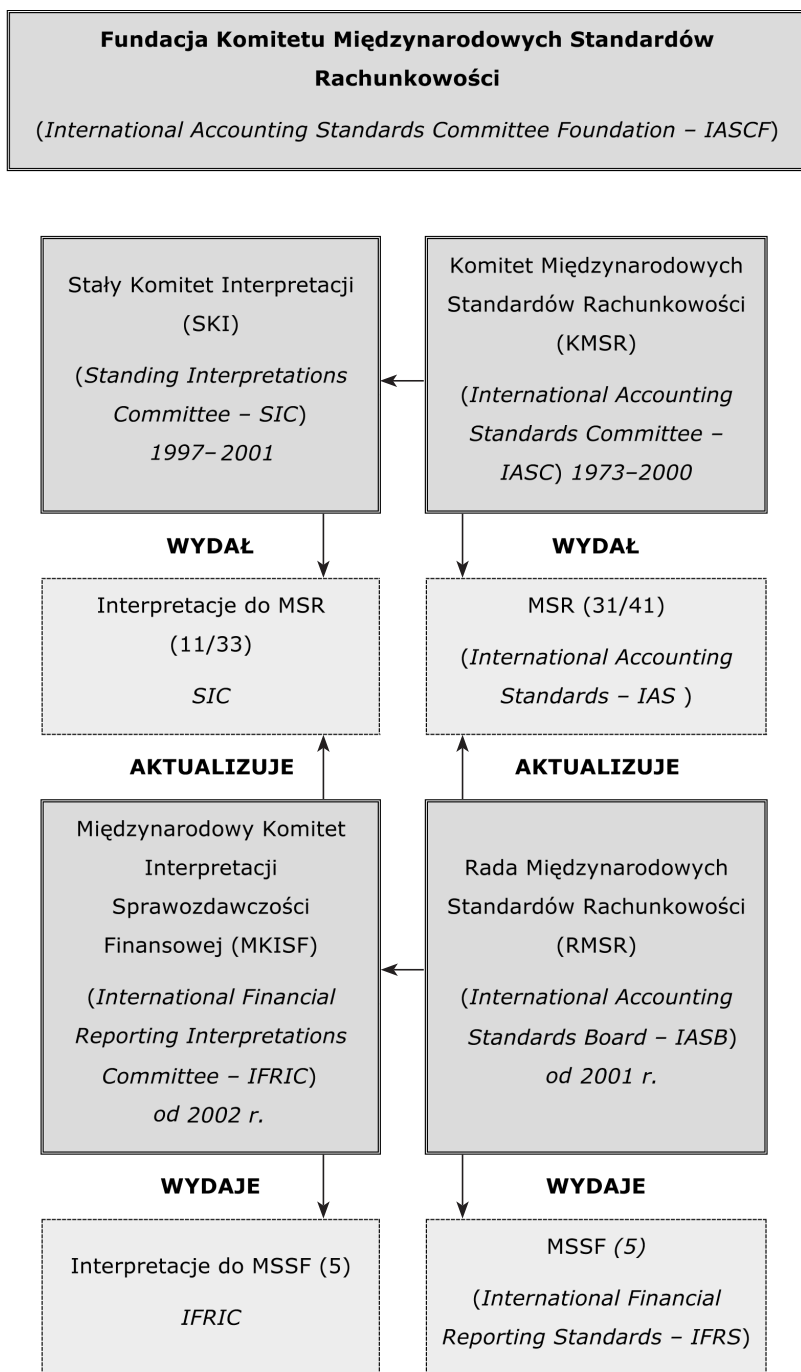 Fundacja Komitetu Międzynarodowych Standardów
Rachunkowości
(International Accounting Standards Committee Foundation – IASCF)
Stały Komitet Interpretacji
(SKI)
(Standing Interpretations
Committee – SIC)
1997–2001
Komitet Międzynarodowych
Standardów Rachunkowości
(KMSR)
(International Accounting
Standards Committee –
IASC) 1973–2000
WYDAŁ
WYDAŁ
Interpretacje do MSR
(11/33)
SIC
MSR (31/41)
(International Accounting
Standards – IAS )
AKTUALIZUJE
AKTUALIZUJE
Międzynarodowy Komitet
Interpretacji
Sprawozdawczości
Finansowej (MKISF)
(International Financial
Reporting Interpretations
Committee – IFRIC)
od 2002 r.
Rada Międzynarodowych
Standardów Rachunkowości
(RMSR)
(International Accounting
Standards Board – IASB)
od 2001 r.
WYDAJE
WYDAJE
Interpretacje do MSSF (5)
IFRIC
MSSF (5)
(International Financial
Reporting Standards – IFRS)